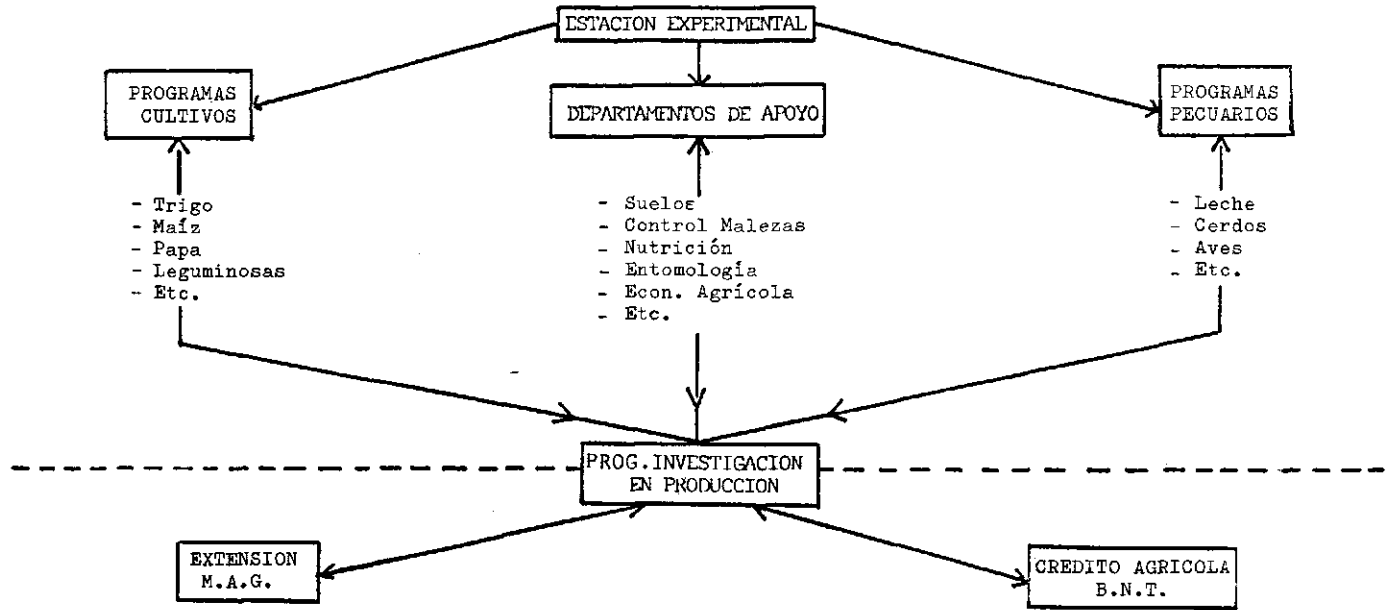 ESTACION EXPERIMENTAL
PROGRAMAS
CULTIVOS
DEPARTAMENTOS DE APOYO
PROGRAMAS
PECUARIOS
- Trigo
- Maíz
- Papa
- Leguminosas
- Etc.
- Suelos
- Control Malezas
- Nutrición
- Entomología
- Econ. Agrícola
- Etc.
- Leche
- Cerdos
- Aves
- Etc.
PROG.INVESTIGACION
EN PRODUCCION
EXTENSION
M.A.G.
CREDITO AGRICOLA
B.N.T.